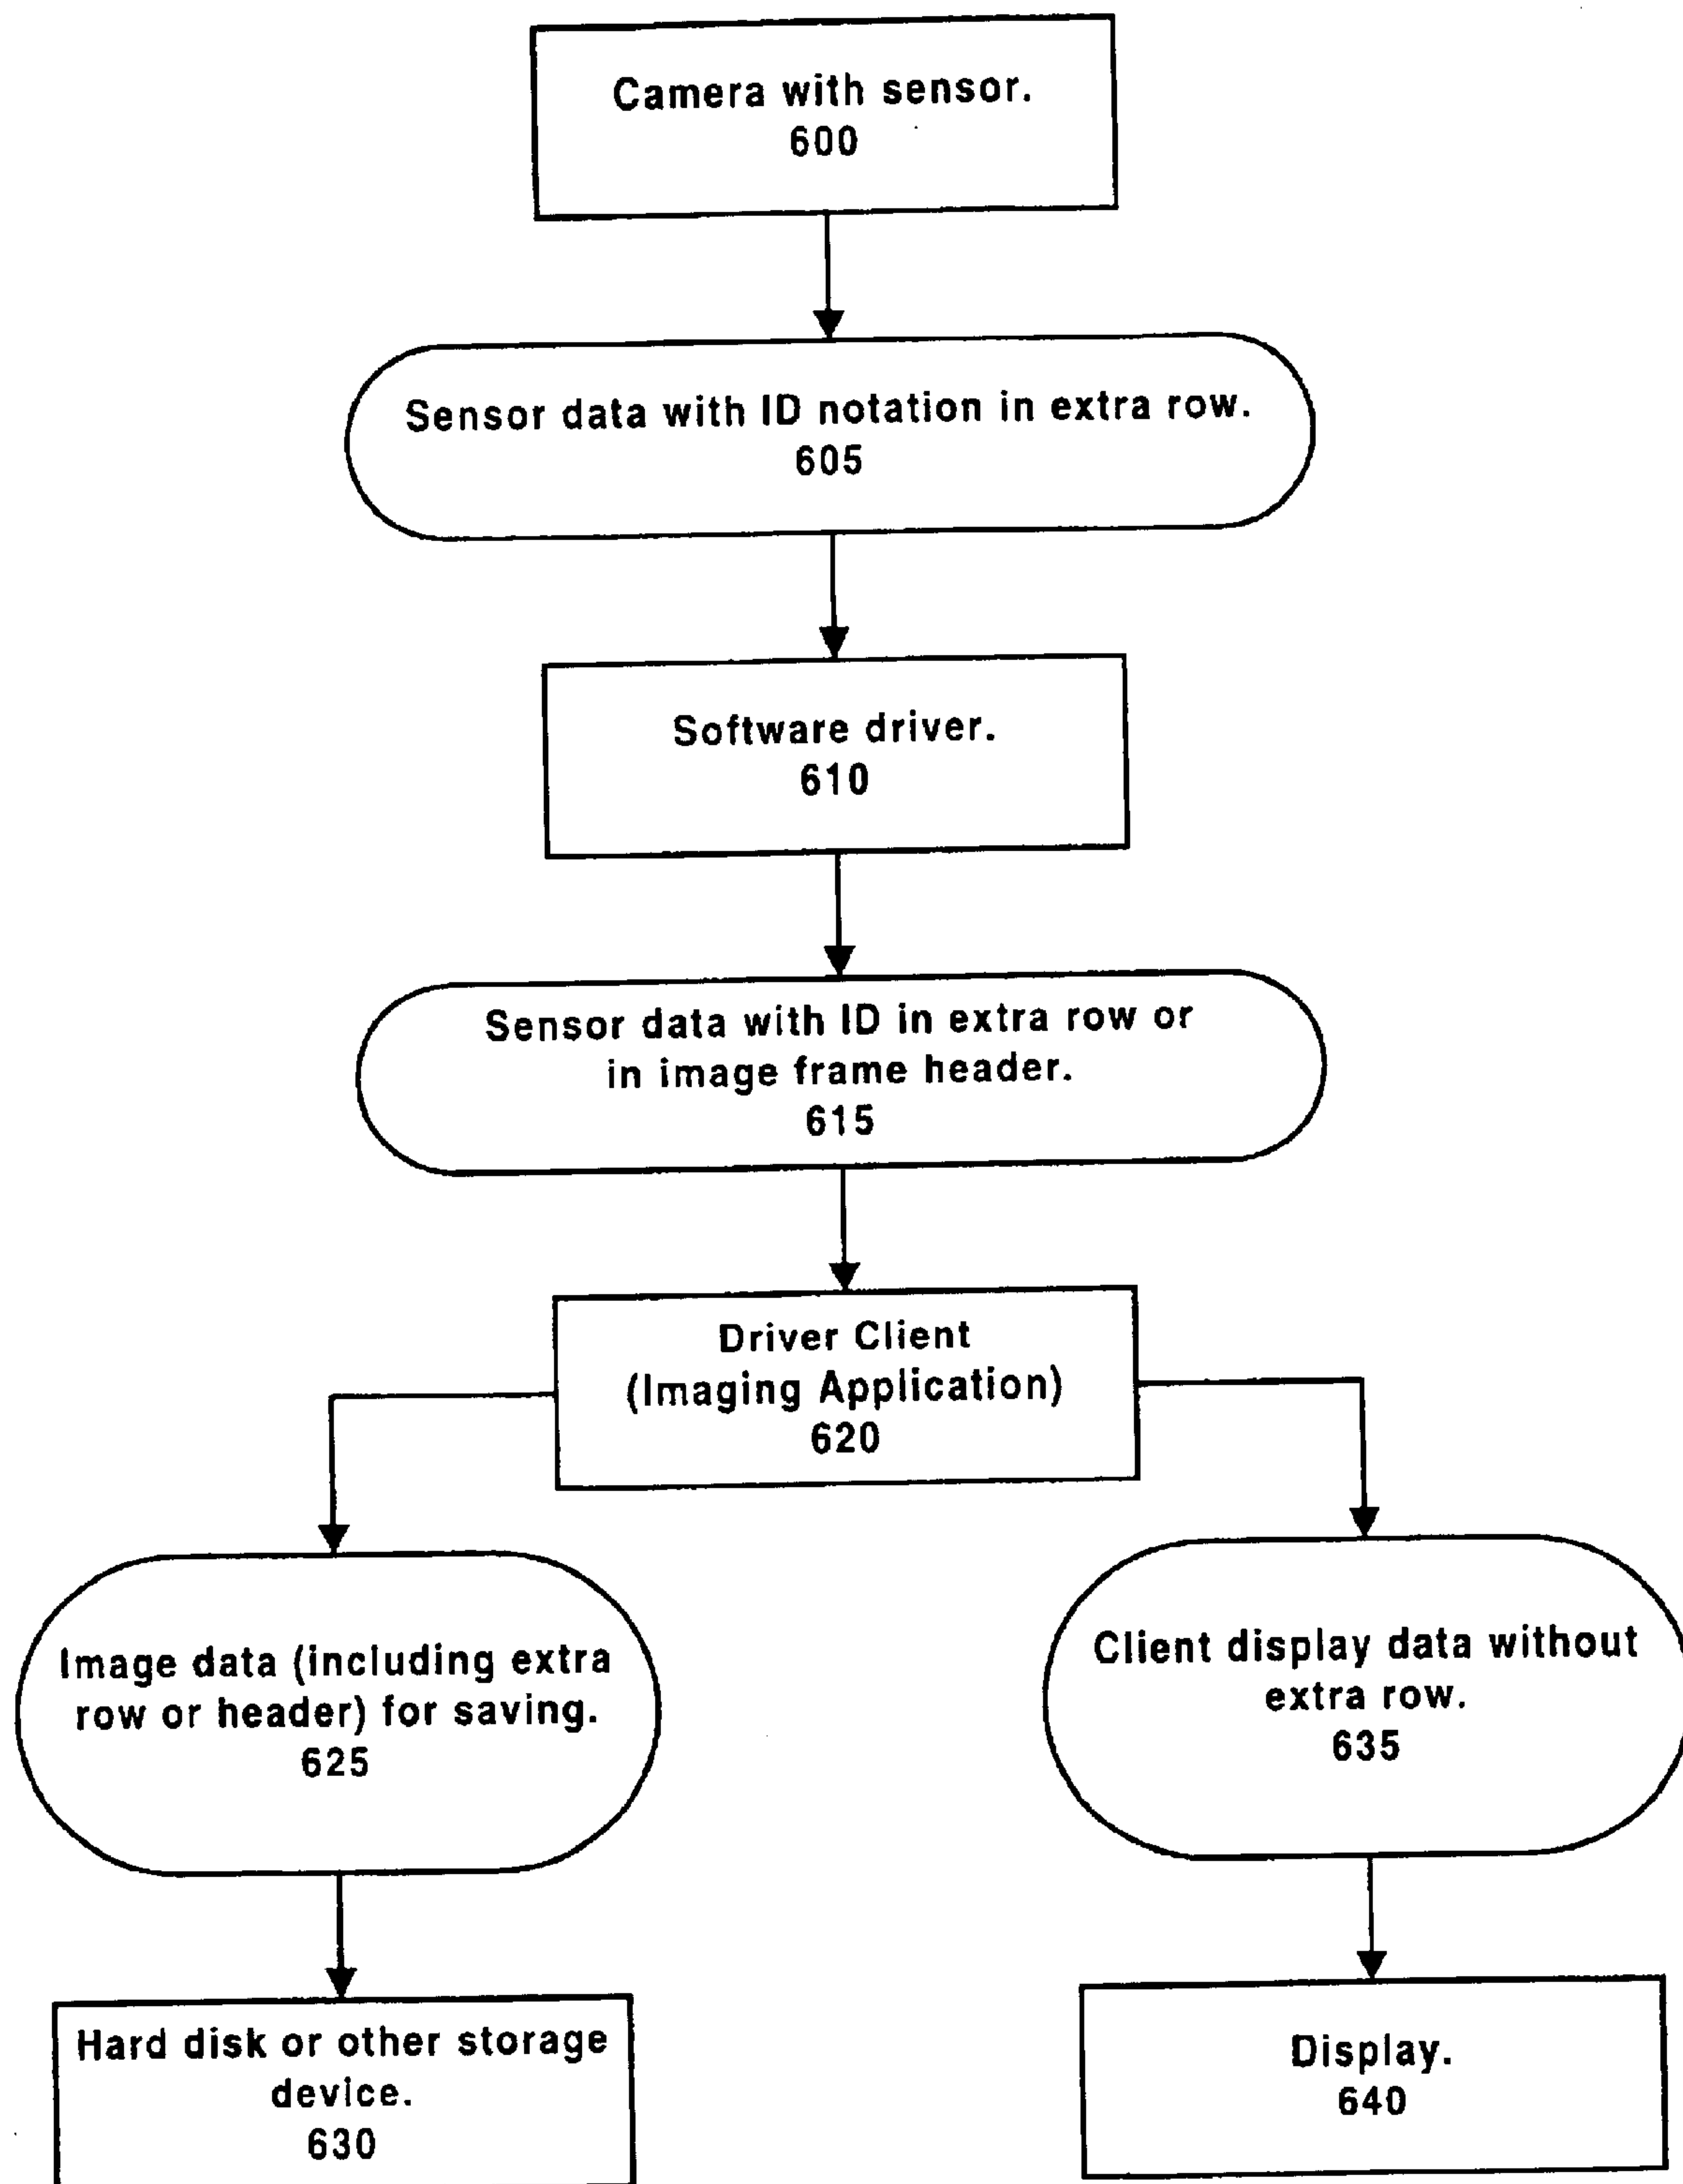 Camera with sensor.
600
Sensor data with ID notation in extra row.
605
Software driver.
610
Sensor data with ID in extra row or
in image frame header.
615
Driver Client
(Imaging Application)
620
Image data (including extra
row or header) for saving.
625
Client display data without
extra row.
635
Hard disk or other storage
device.
630
Display.
640